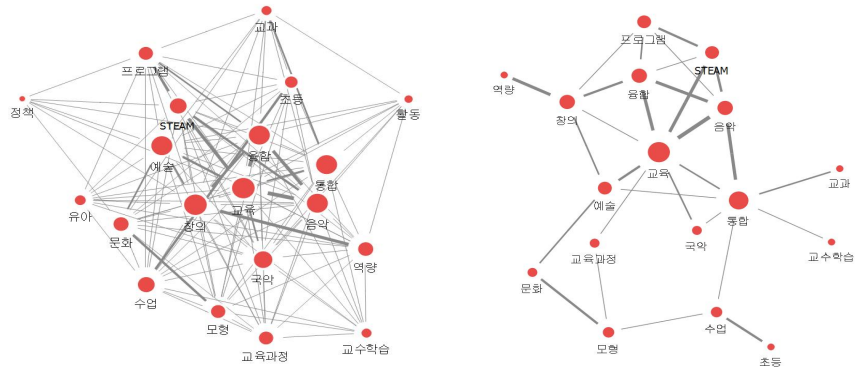 교과
프로그램
초등
정책
활동
STEAM
융합
예술
통합
유아
교육
창의
음악
문화
역량
국악
수업
모형
교육과정
교수학습
프로그램
STEAM
역량
융합
창의
음악
교육
교과
예술
통합
국악
교수학습
교육과정
문화
수업
모형
초등